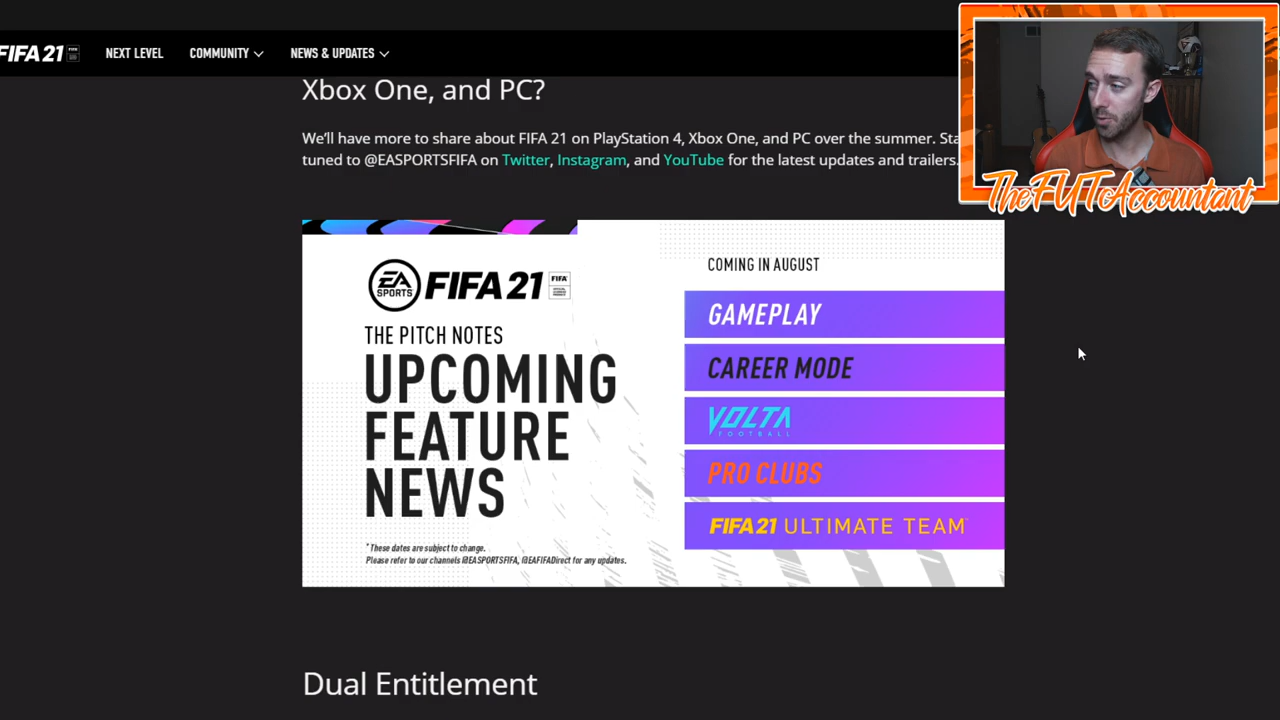 FIFA 21
NEXT LEVEL
COMMUNITY
NEWS & UPDATES
Xbox One, and PC?
We'll have more to share about FIFA 21 on PlayStation 4, Xbox One, and PC over the summer.
tuned to @EASPORTSFIFA on Twitter, Instagram, and YouTube for the latest updates and trailers.
TheFUTAccountant
EA SPORTS FIFA 21 FIFA
THE PITCH NOTES
UPCOMING
FEATURE
NEWS
* These dates are subject to change.
Please refer to our channels @EASPORTSFIFA, @EAFIFADirect for any updates.
COMING IN AUGUST
GAMEPLAY
CAREER MODE
VOLTA
FOOTBALL
PRO CLUBS
FIFA21 ULTIMATE TEAM
Dual Entitlement